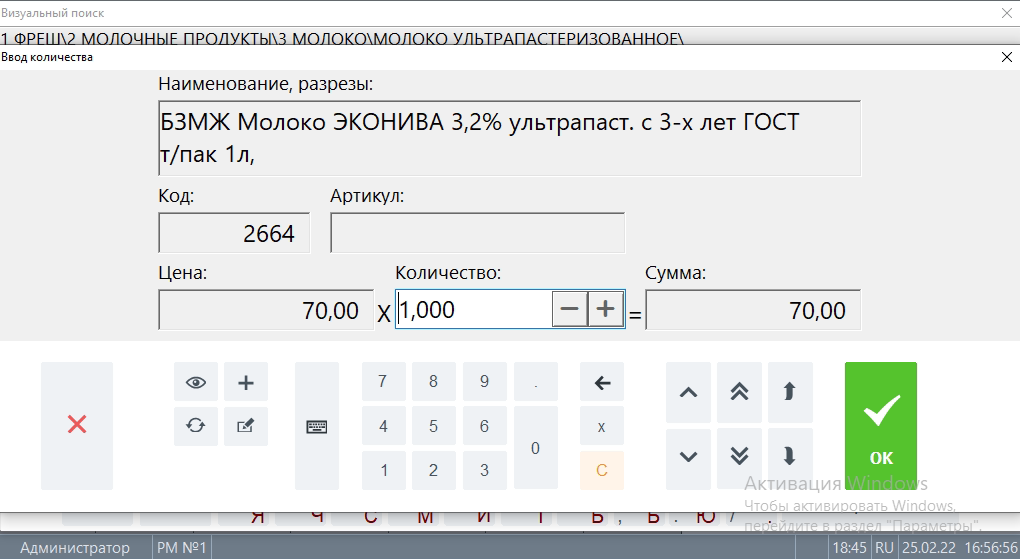 Визуальный поиск
1 ФРЕШ\2 МОЛОЧНЫЕ ПРОДУКТЫ\3 МОЛОКО\МОЛОКО УЛЬТРАПАСТЕРИЗОВАННОЕ\
Ввод количества
Наименование, разрезы:
БЗМЖ Молоко ЭКОНИВА 3,2% ультрапаст. с 3-х лет ГОСТ
т/пак 1л,
Код:
Артикул:
2664
Цена:
Количество:
Сумма:
70,00 X 1,000 − + = 70,00
7 8 9 .
4 5 6 x
0
1 2 3 C
ОК
Активация Windows
Чтобы активировать Windows,
перейдите в раздел "Параметры".
Я Ч С М И Т Ь , Б . Ю /
Администратор РМ №1 18:45 RU 25.02.22 16:56:56